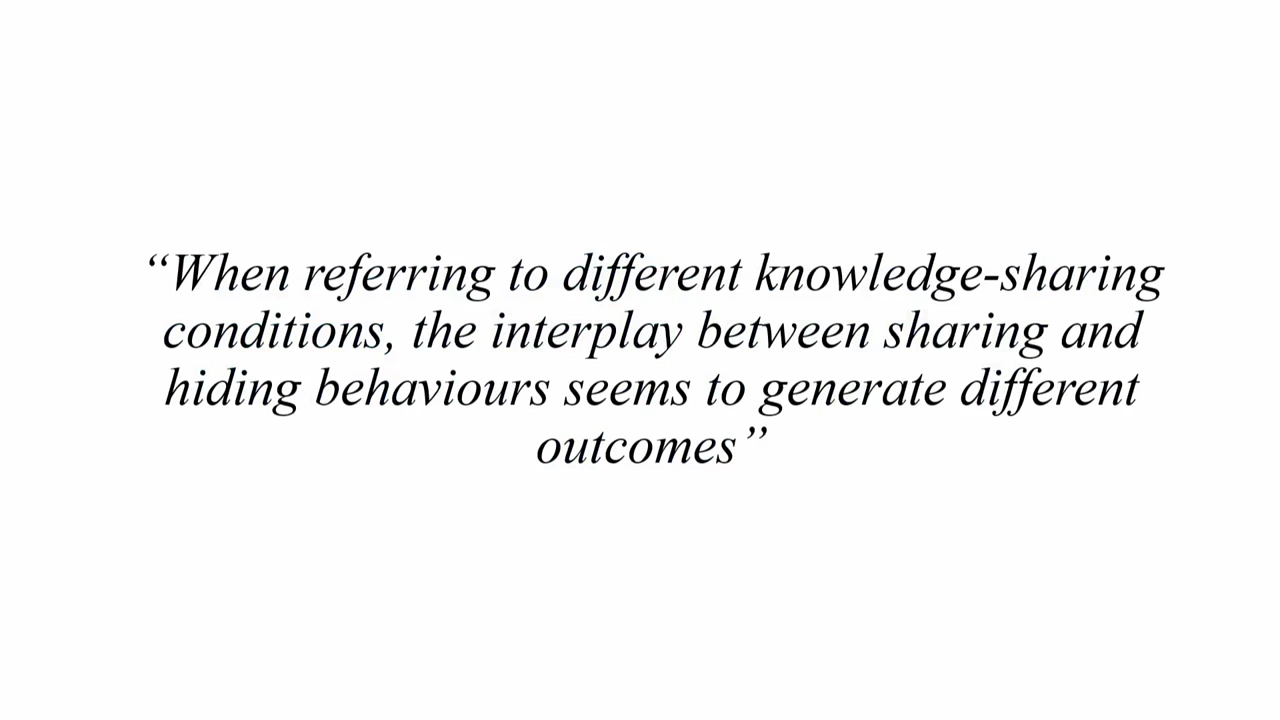 “When referring to different knowledge-sharing
conditions, the interplay between sharing and
hiding behaviours seems to generate different
outcomes”